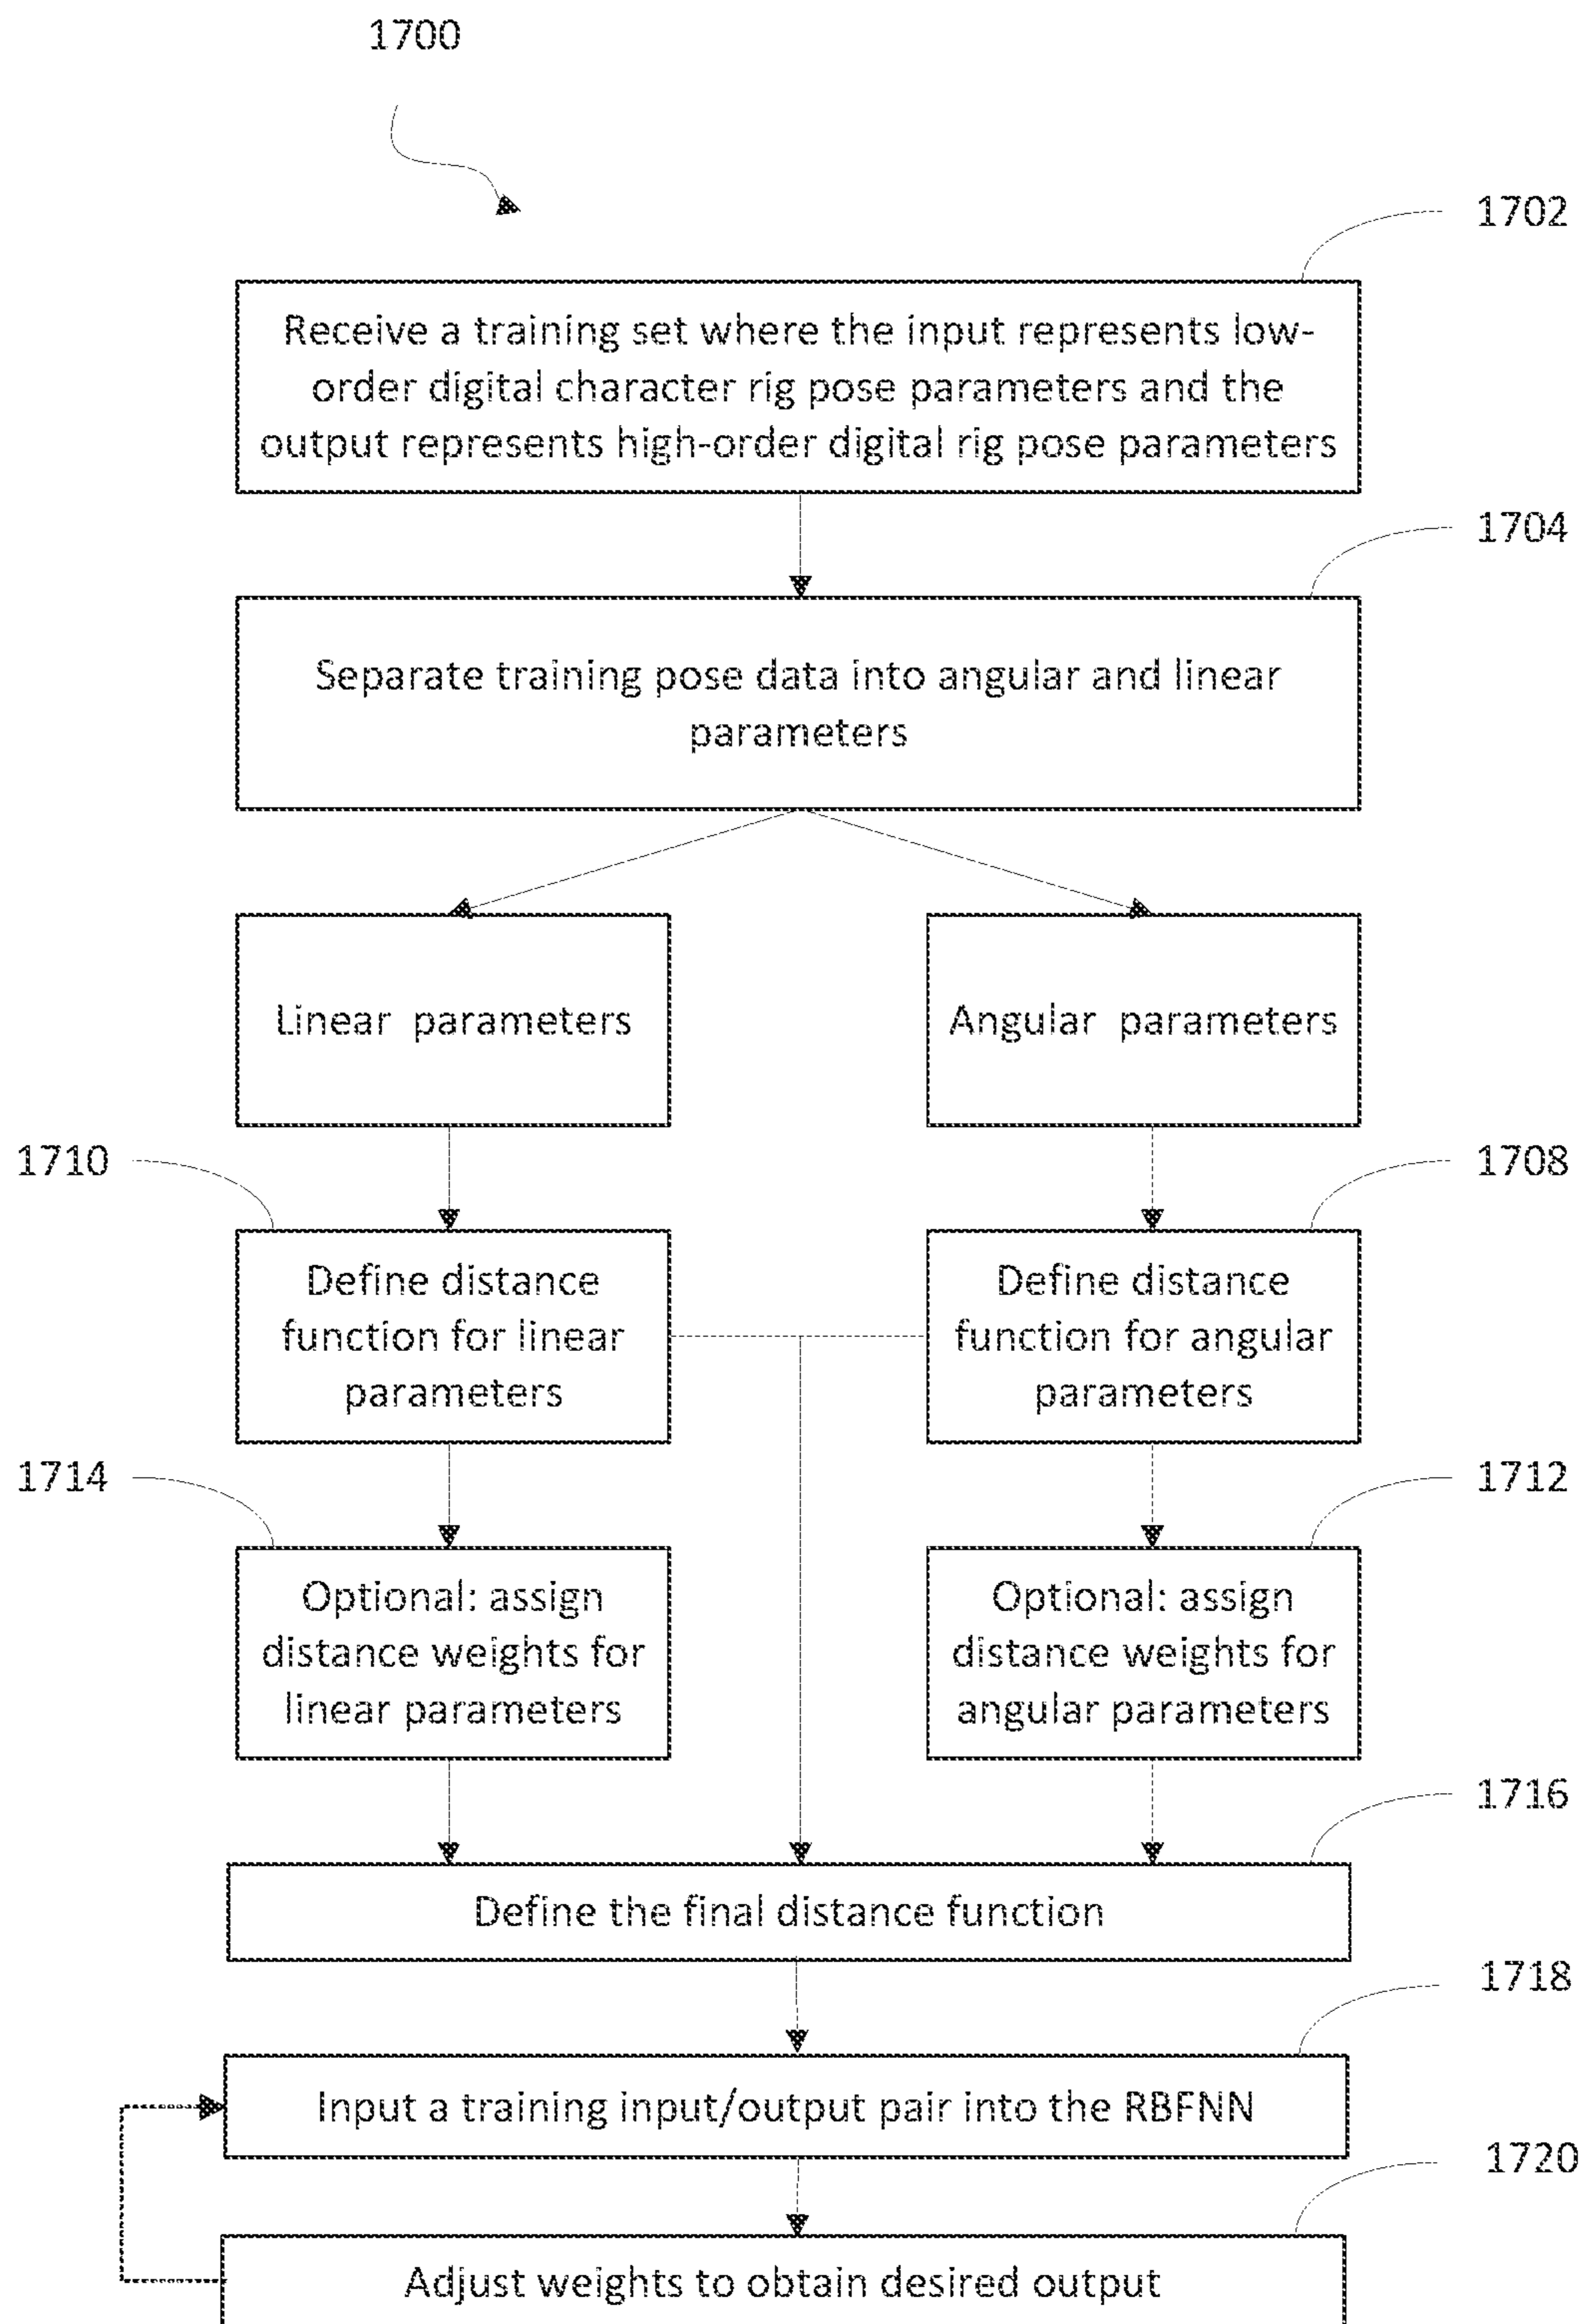 1700
1702
Receive a training set where the input represents low-
order digital character rig pose parameters and the
output represents high-order digital rig pose parameters
1704
Separate training pose data into angular and linear
parameters
Linear parameters
Angular parameters
1710
1708
Define distance
function for linear
parameters
Define distance
function for angular
parameters
1714
1712
Optional: assign
distance weights for
linear parameters
Optional: assign
distance weights for
angular parameters
1716
Define the final distance function
1718
Input a training input/output pair into the RBFNN
1720
Adjust weights to obtain desired output